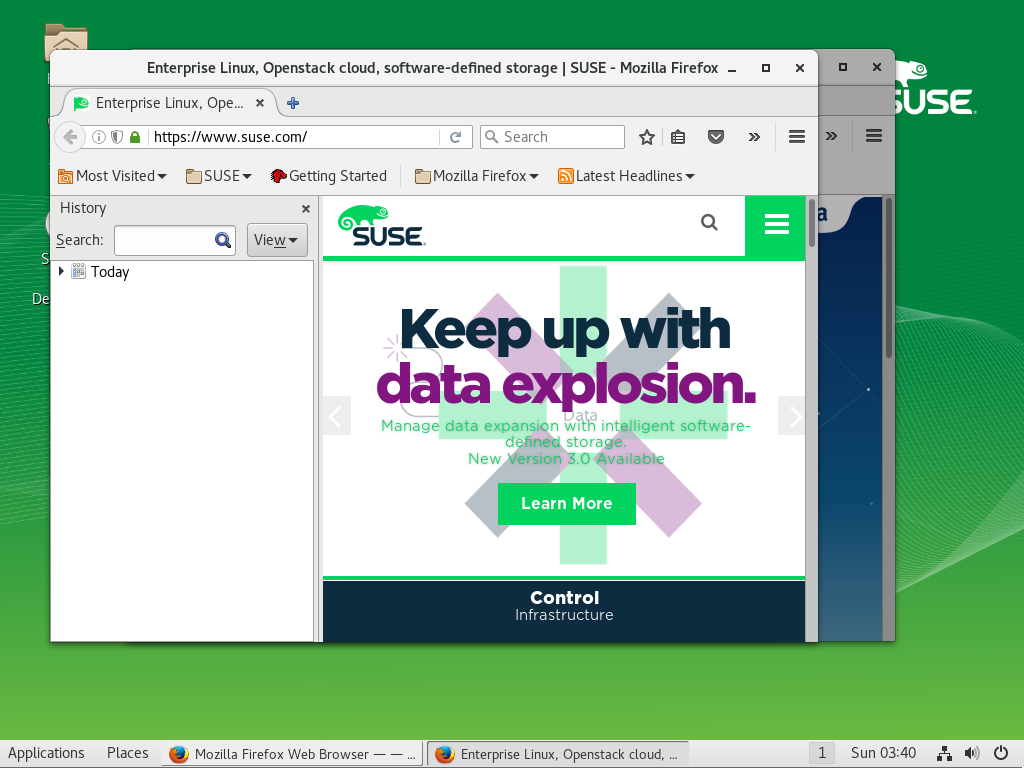 Enterprise Linux, Openstack cloud, software-defined storage | SUSE - Mozilla Firefox
Enterprise Linux, Ope...
https://www.suse.com/
Search
Most Visited
SUSE
Getting Started
Mozilla Firefox
Latest Headlines
SUSE
History
Search:
View
Today
SUSE
Keep up with
data explosion.
Data
Manage data expansion with intelligent software-
defined storage.
New Version 3.0 Available
Learn More
Control
Infrastructure
De
Applications
Places
Mozilla Firefox Web Browser — — ...
Enterprise Linux, Openstack cloud, ...
1
Sun 03:40